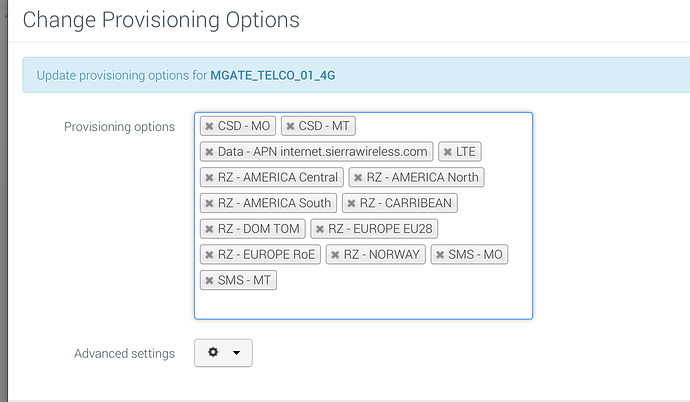 Change Provisioning Options
Update provisioning options for MGATE_TELCO_01_4G
Provisioning options
✖ CSD - MO ✖ CSD - MT
✖ Data - APN internet.sierrawireless.com ✖ LTE
✖ RZ - AMERICA Central ✖ RZ - AMERICA North
✖ RZ - AMERICA South ✖ RZ - CARRIBEAN
✖ RZ - DOM TOM ✖ RZ - EUROPE EU28
✖ RZ - EUROPE RoE ✖ RZ - NORWAY ✖ SMS - MO
✖ SMS - MT
Advanced settings